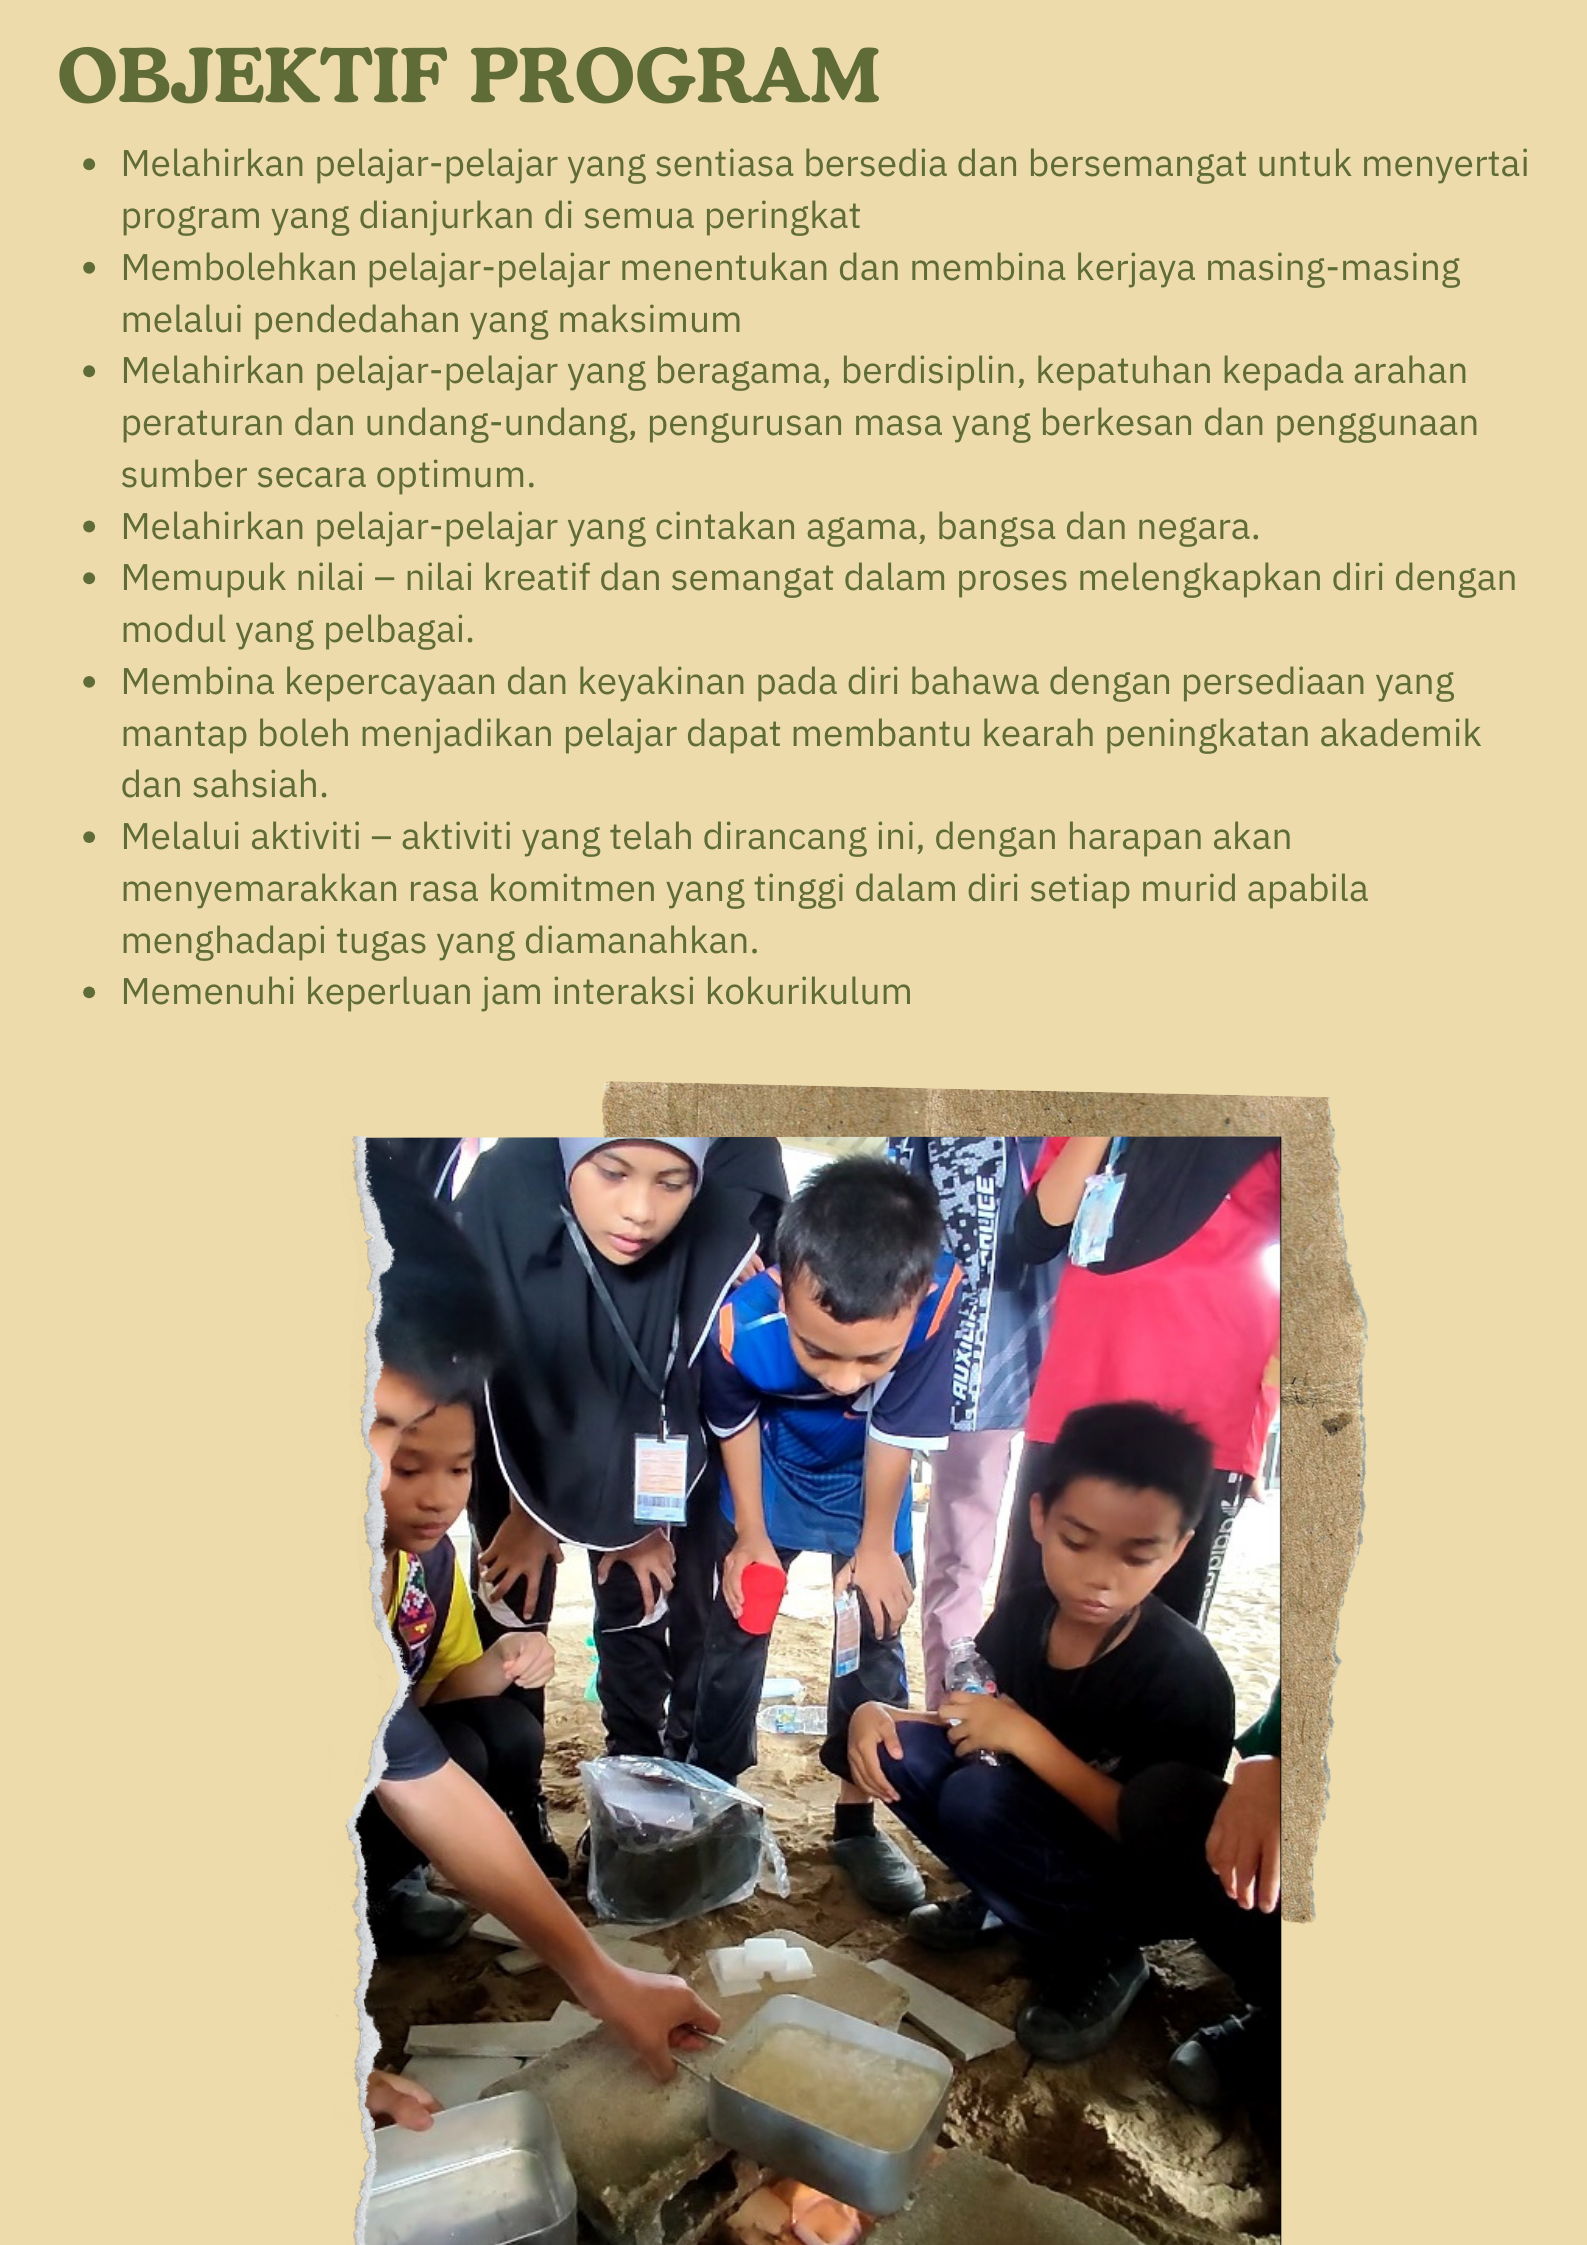 OBJEKTIF PROGRAM
• Melahirkan pelajar-pelajar yang sentiasa bersedia dan bersemangat untuk menyertai
program yang dianjurkan di semua peringkat
• Membolehkan pelajar-pelajar menentukan dan membina kerjaya masing-masing
melalui pendedahan yang maksimum
• Melahirkan pelajar-pelajar yang beragama, berdisiplin, kepatuhan kepada arahan
peraturan dan undang-undang, pengurusan masa yang berkesan dan penggunaan
sumber secara optimum.
• Melahirkan pelajar-pelajar yang cintakan agama, bangsa dan negara.
• Memupuk nilai – nilai kreatif dan semangat dalam proses melengkapkan diri dengan
modul yang pelbagai.
• Membina kepercayaan dan keyakinan pada diri bahawa dengan persediaan yang
mantap boleh menjadikan pelajar dapat membantu kearah peningkatan akademik
dan sahsiah.
• Melalui aktiviti – aktiviti yang telah dirancang ini, dengan harapan akan
menyemarakkan rasa komitmen yang tinggi dalam diri setiap murid apabila
menghadapi tugas yang diamanahkan.
• Memenuhi keperluan jam interaksi kokurikulum
adidas